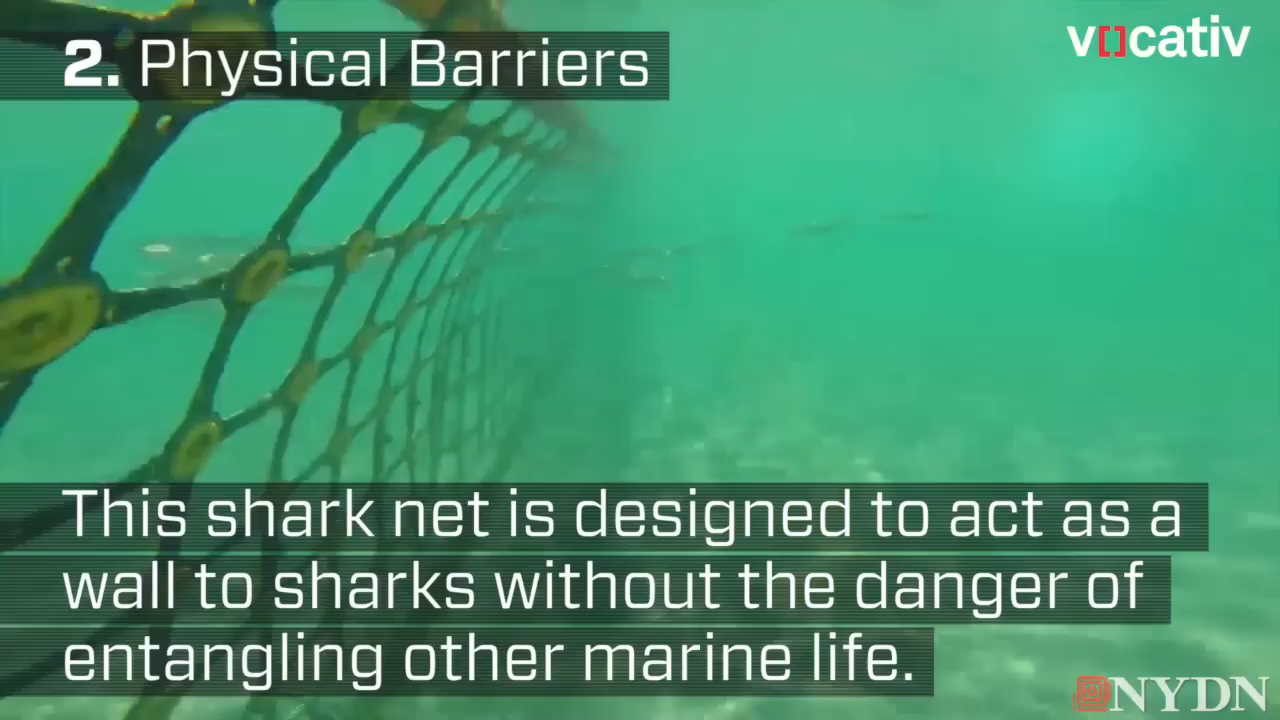 2. Physical Barriers
vocativ
This shark net is designed to act as a
wall to sharks without the danger of
entangling other marine life.
NYDN